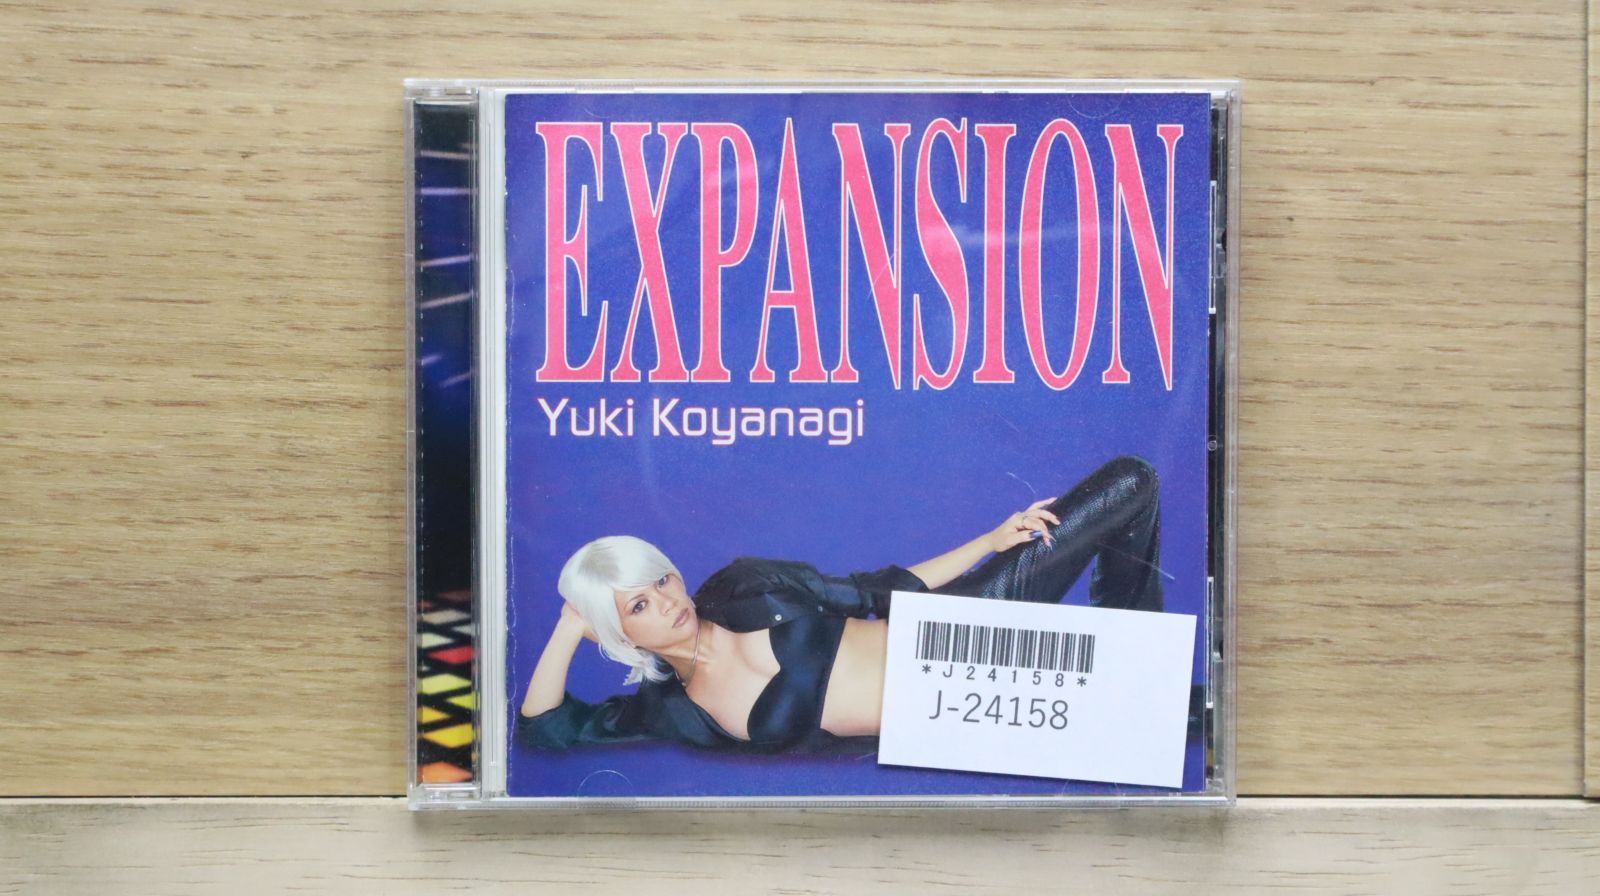 EXPANSION
Yuki Koyanagi
*J24158*
J-24158